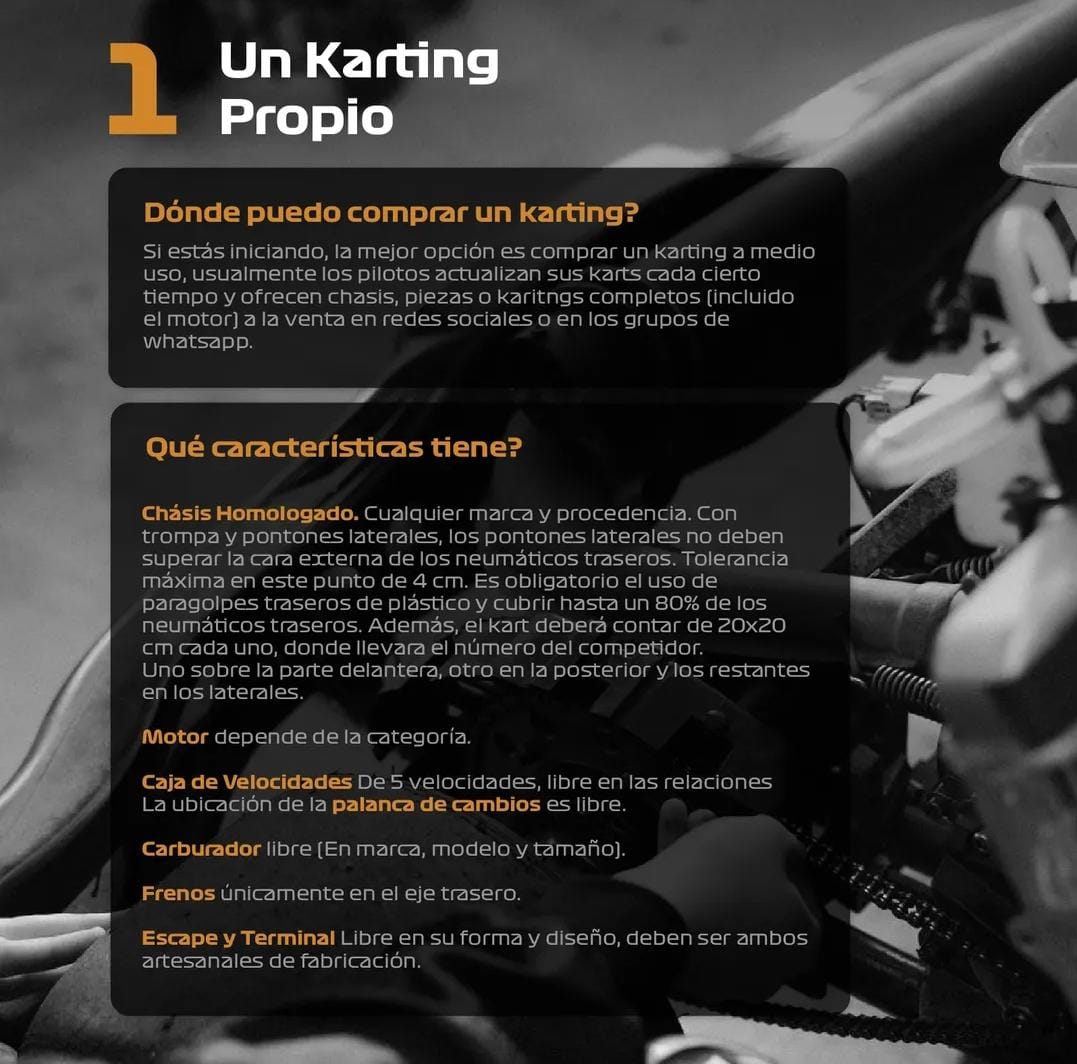 1
Un Karting
Propio
Dónde puedo comprar un karting?
Si estás iniciando, la mejor opción es comprar un karting a medio
uso, usualmente los pilotos actualizan sus karts cada cierto
tiempo y ofrecen chasis, piezas o karitngs completos (incluido
el motor) a la venta en redes sociales o en los grupos de
whatsapp.
Qué características tiene?
Chásis Homologado. Cualquier marca y procedencia. Con
trompa y pontones laterales, los pontones laterales no deben
superar la cara externa de los neumáticos traseros. Tolerancia
máxima en este punto de 4 cm. Es obligatorio el uso de
paragolpes traseros de plástico y cubrir hasta un 80% de los
neumáticos traseros. Además, el kart deberá contar de 20x20
cm cada uno, donde llevara el número del competidor.
Uno sobre la parte delantera, otro en la posterior y los restantes
en los laterales.
Motor depende de la categoría.
Caja de Velocidades De 5 velocidades, libre en las relaciones
La ubicación de la palanca de cambios es libre.
Carburador libre (En marca, modelo y tamaño).
Frenos únicamente en el eje trasero.
Escape y Terminal Libre en su forma y diseño, deben ser ambos
artesanales de fabricación.